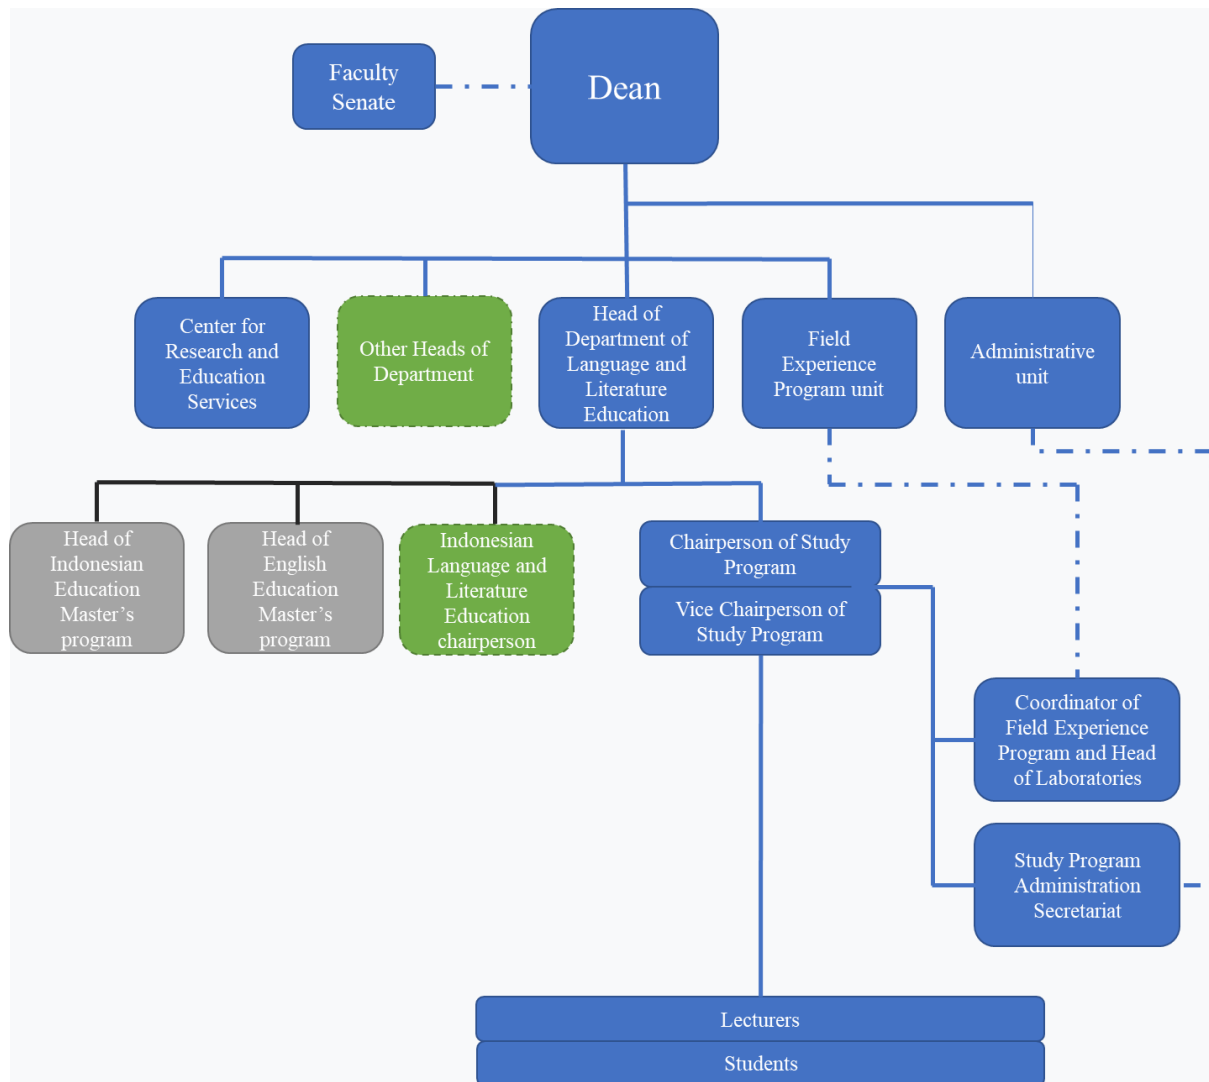 Faculty
Senate
Dean
Center for
Research and
Education
Services
Other Heads of
Department
Head of
Department of
Language and
Literature
Education
Field
Experience
Program unit
Administrative
unit
Head of
Indonesian
Education
Master’s
program
Head of
English
Education
Master’s
program
Indonesian
Language and
Literature
Education
chairperson
Chairperson of Study
Program
Vice Chairperson of
Study Program
Coordinator of
Field Experience
Program and Head
of Laboratories
Study Program
Administration
Secretariat
Lecturers
Students